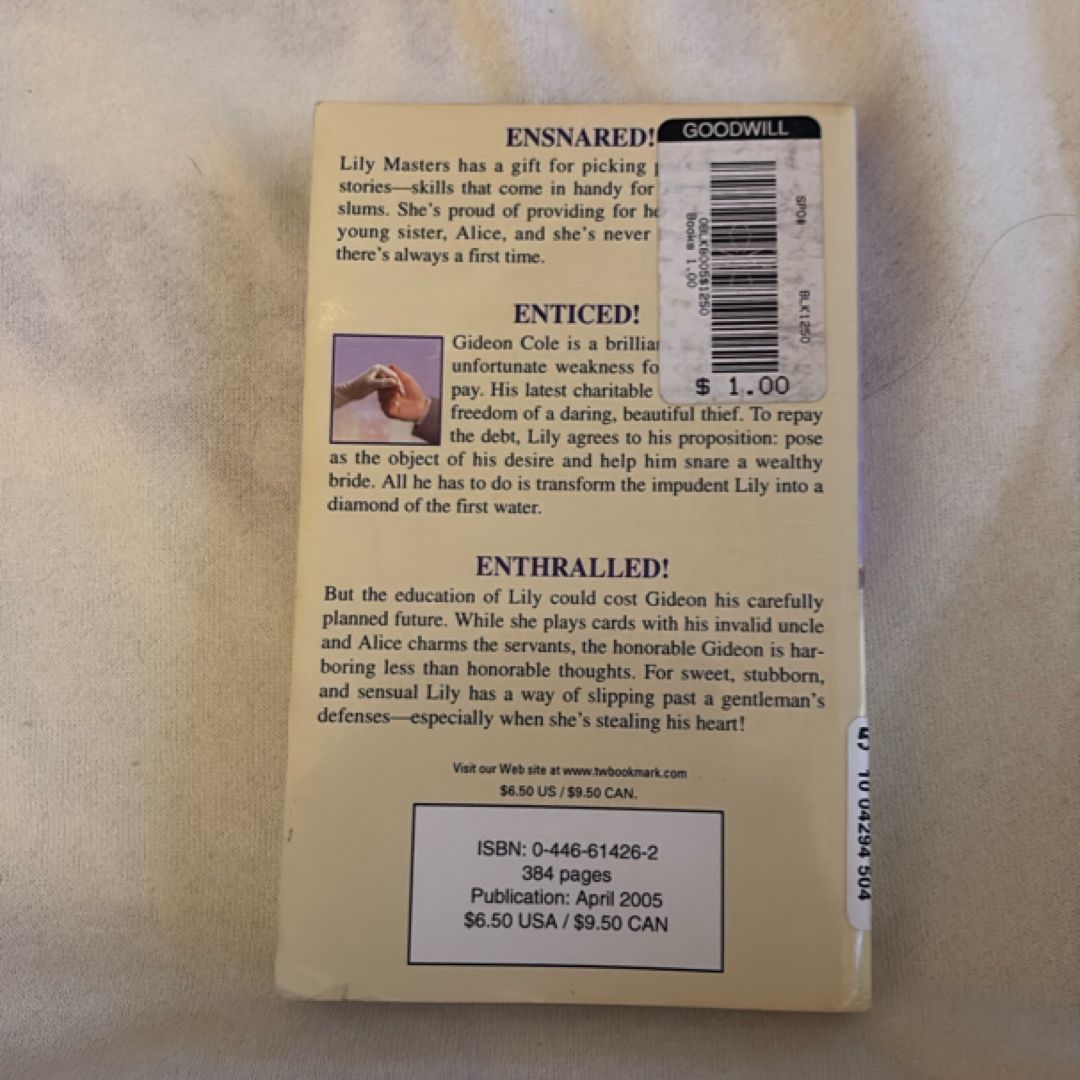 ENSNARED!
Lily Masters has a gift for picking
stories—skills that come in handy for
slums. She's proud of providing for
young sister, Alice, and she's never
there's always a first time.
GOODWILL
SPO#
BLK1250
0BLKB005$1250
Books 1.00
$ 1.00
ENTICED!
Gideon Cole is a
unfortunate weakness
pay. His latest charitable
freedom of a daring, beautiful thief. To repay
the debt, Lily agrees to his proposition: pose
as the object of his desire and help him snare a wealthy
bride. All he has to do is transform the impudent Lily into a
diamond of the first water.
ENTHRALLED!
But the education of Lily could cost Gideon his carefully
planned future. While she plays cards with his invalid uncle
and Alice charms the servants, the honorable Gideon is har-
boring less than honorable thoughts. For sweet, stubborn,
and sensual Lily has a way of slipping past a gentleman's
defenses—especially when she's stealing his heart!
Visit our Web site at www.twbookmark.com
$6.50 US / $9.50 CAN.
ISBN: 0-446-61426-2
384 pages
Publication: April 2005
$6.50 USA / $9.50 CAN
10 04294 504